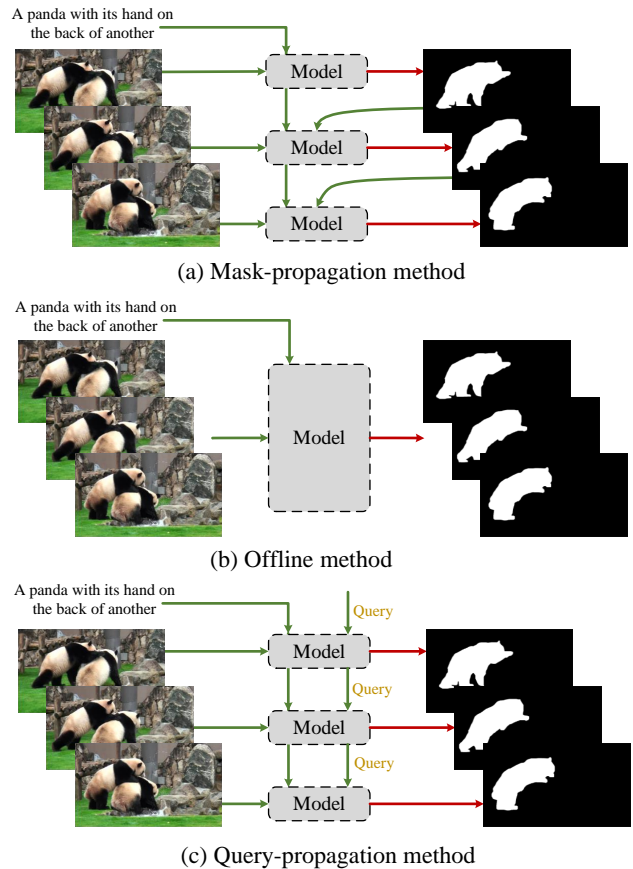 A panda with its hand on
the back of another
Model
Model
Model
(a) Mask-propagation method
A panda with its hand on
the back of another
Model
(b) Offline method
A panda with its hand on
the back of another
Query
Model
Query
Model
Query
Model
(c) Query-propagation method